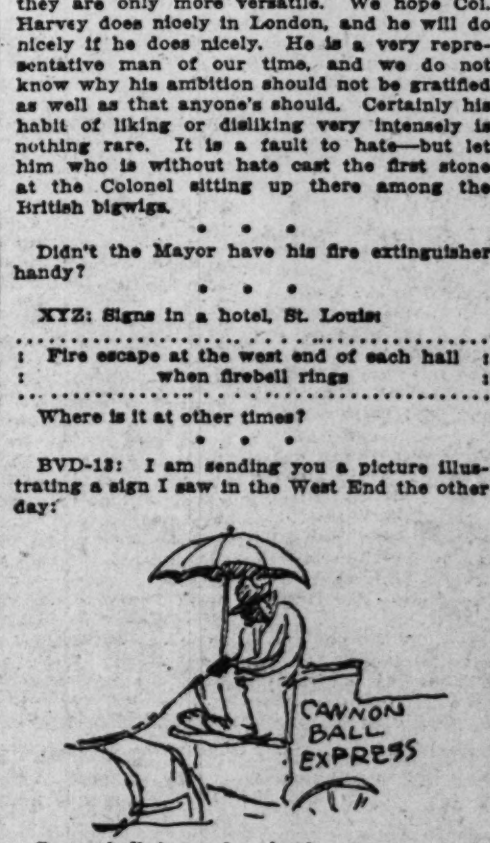 they are only more versatile. We hope Col.
Harvey does nicely in London, and he will do
nicely if he does nicely. He is a very repre-
sentative man of our time, and we do not
know why his ambition should not be gratified
as well as that anyone's should. Certainly his
habit of liking or disliking very intensely is
nothing rare. It is a fault to hate—but let
him who is without hate cast the first stone
at the Colonel sitting up there among the
British bigwigs.
• • •
Didn't the Mayor have his fire extinguisher
handy?
• • •
XYZ: Signs in a hotel, St. Louis:
: Fire escape at the west end of each hall :
: when firebell rings :
Where is it at other times?
• • •
BVD-13: I am sending you a picture illus-
trating a sign I saw in the West End the other
day:
CANNON
BALL
EXPRESS